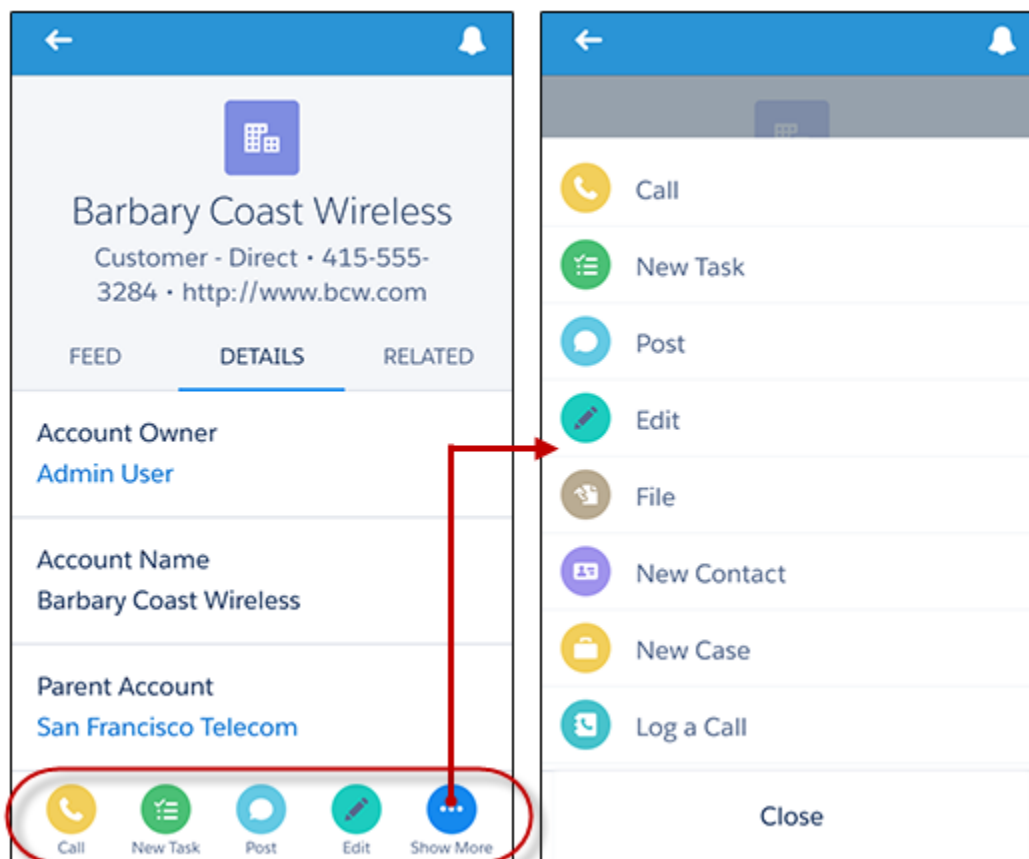 Barbary Coast Wireless
Customer - Direct • 415-555-
3284 • http://www.bcw.com
FEED DETAILS RELATED
Account Owner
Admin User
Account Name
Barbary Coast Wireless
Parent Account
San Francisco Telecom
Call New Task Post Edit Show More
Call
New Task
Post
Edit
File
New Contact
New Case
Log a Call
Close